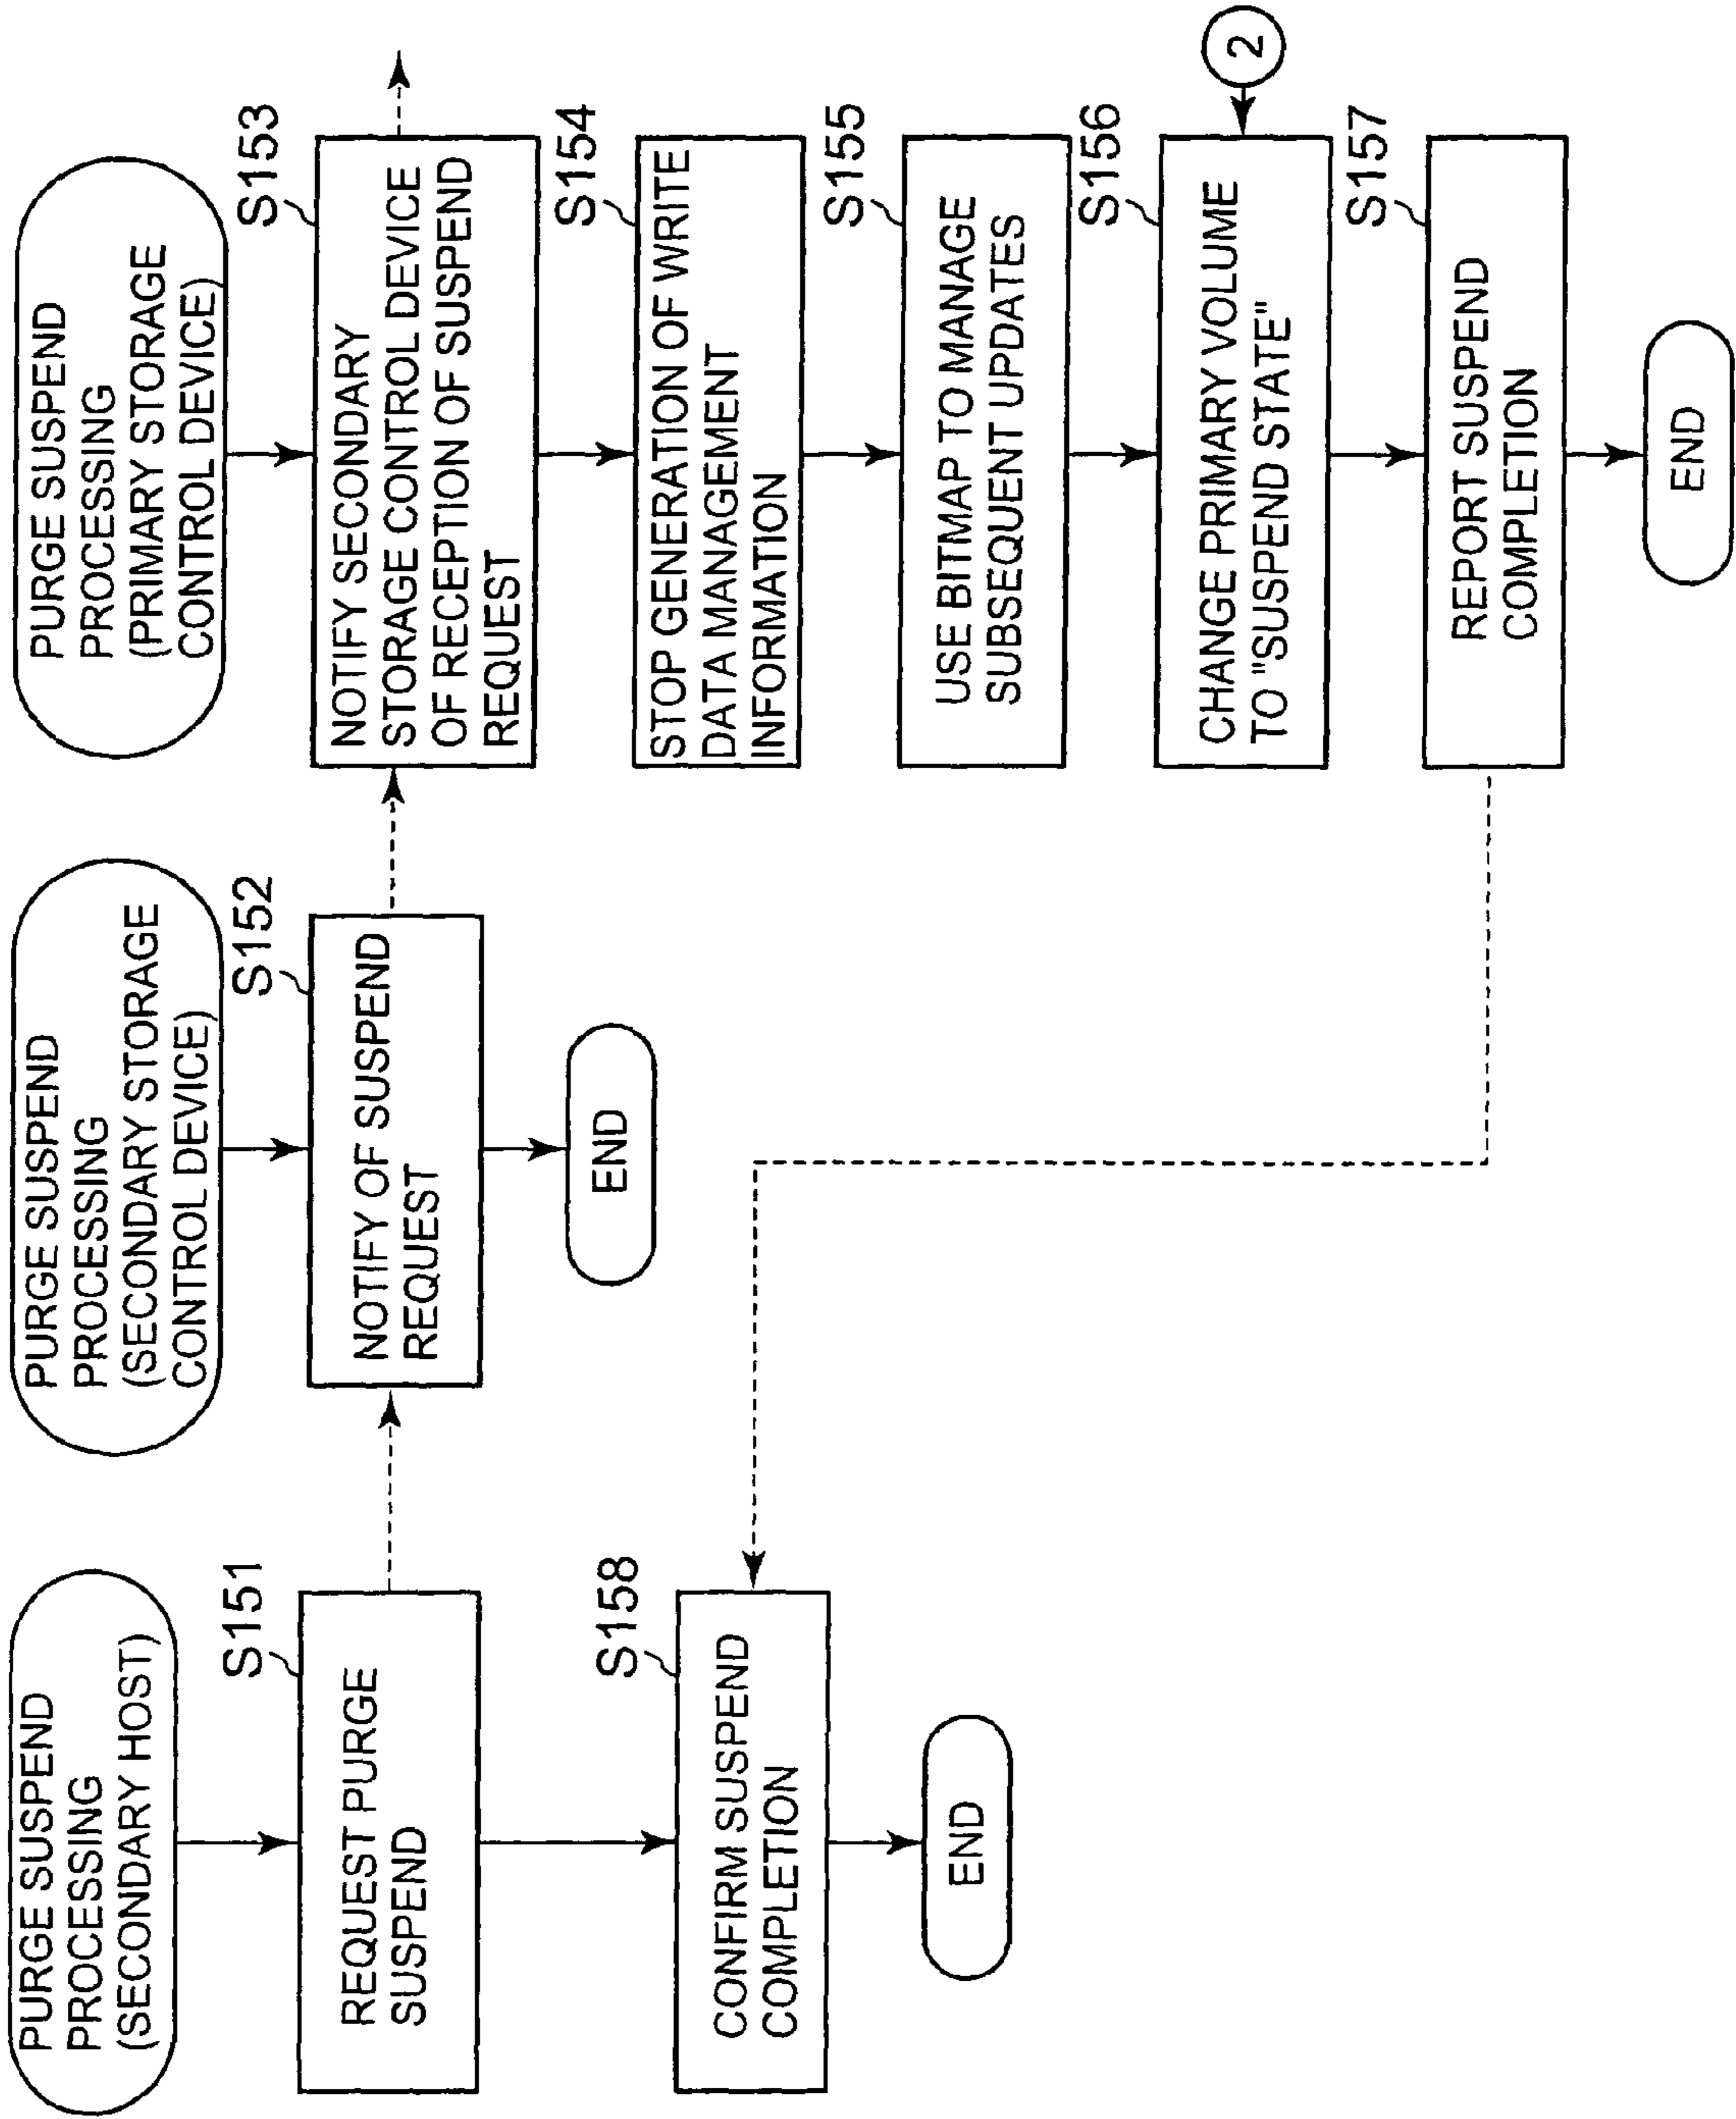 PURGE SUSPEND
PROCESSING
(SECONDARY HOST)
S151
REQUEST PURGE
SUSPEND
S158
CONFIRM SUSPEND
COMPLETION
END
PURGE SUSPEND
PROCESSING
(SECONDARY STORAGE
CONTROL DEVICE)
S152
NOTIFY OF SUSPEND
REQUEST
END
PURGE SUSPEND
PROCESSING
(PRIMARY STORAGE
CONTROL DEVICE)
S153
NOTIFY SECONDARY
STORAGE CONTROL DEVICE
OF RECEPTION OF SUSPEND
REQUEST
S154
STOP GENERATION OF WRITE
DATA MANAGEMENT
INFORMATION
S155
USE BITMAP TO MANAGE
SUBSEQUENT UPDATES
S156
CHANGE PRIMARY VOLUME
TO "SUSPEND STATE"
2
S157
REPORT SUSPEND
COMPLETION
END